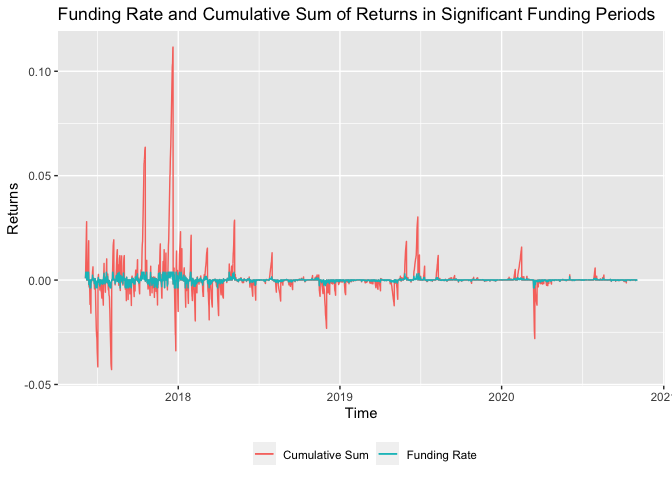 Funding Rate and Cumulative Sum of Returns in Significant Funding Periods
Returns
0.10
0.05
0.00
-0.05
2018
2019
2020
202
Time
Cumulative Sum
Funding Rate